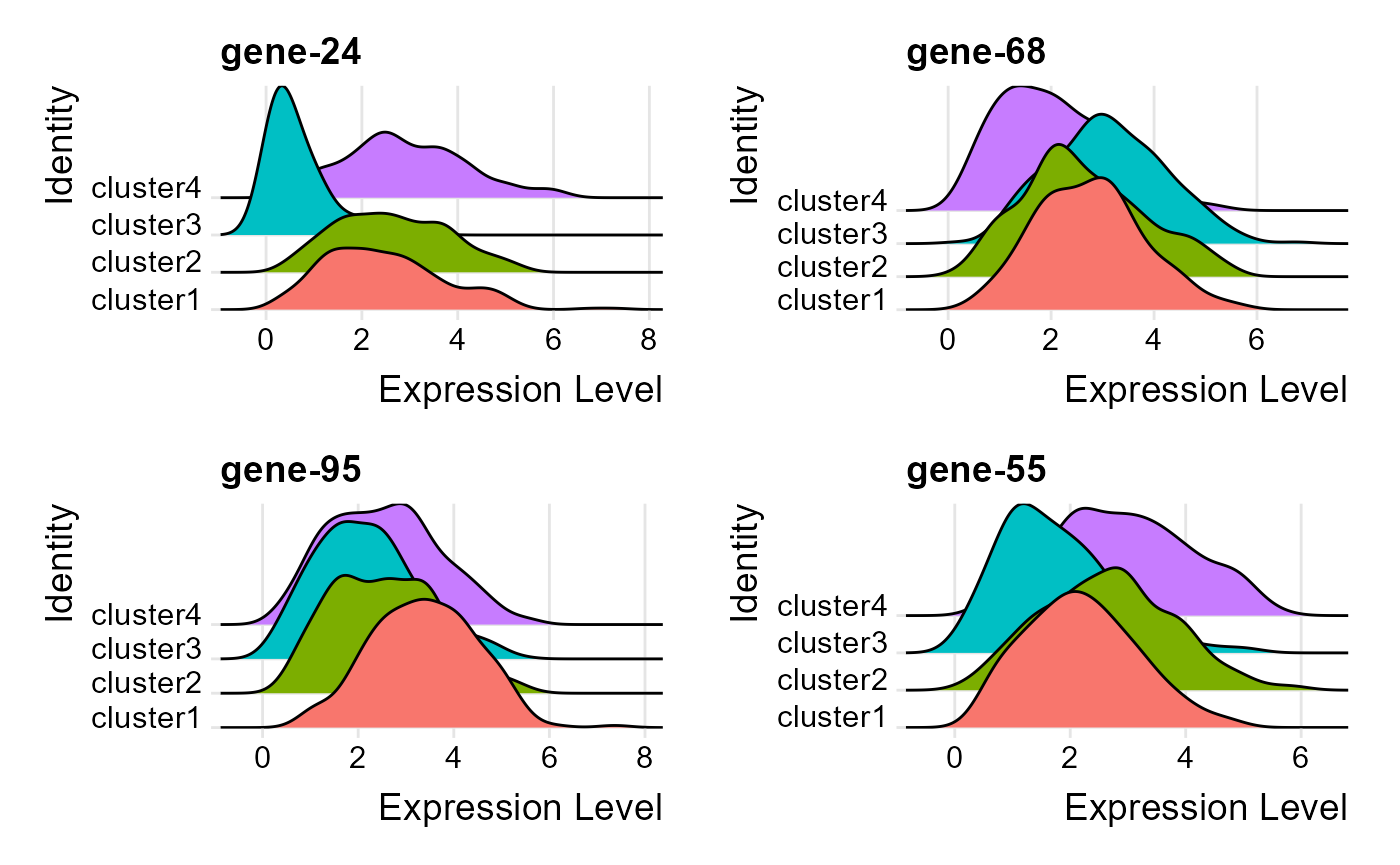 gene-24
Identity
cluster4
cluster3
cluster2
cluster1
0 2 4 6 8
Expression Level
gene-68
Identity
cluster4
cluster3
cluster2
cluster1
0 2 4 6
Expression Level
gene-95
Identity
cluster4
cluster3
cluster2
cluster1
0 2 4 6 8
Expression Level
gene-55
Identity
cluster4
cluster3
cluster2
cluster1
0 2 4 6
Expression Level